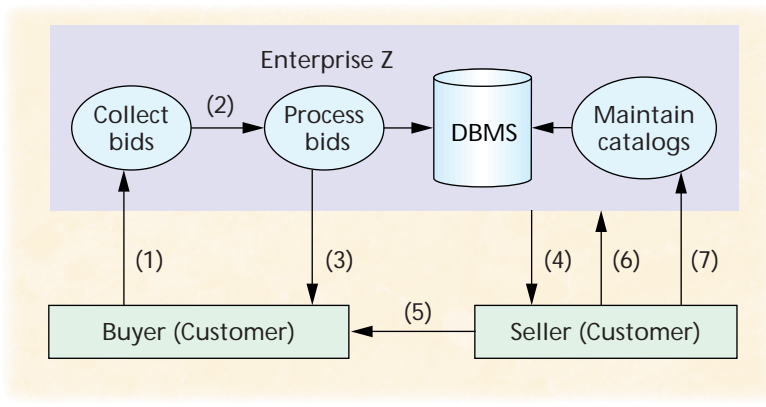 Enterprise Z
Collect
bids
(2)
Process
bids
DBMS
Maintain
catalogs
(1)
(3)
(4)
(6)
(7)
Buyer (Customer)
(5)
Seller (Customer)